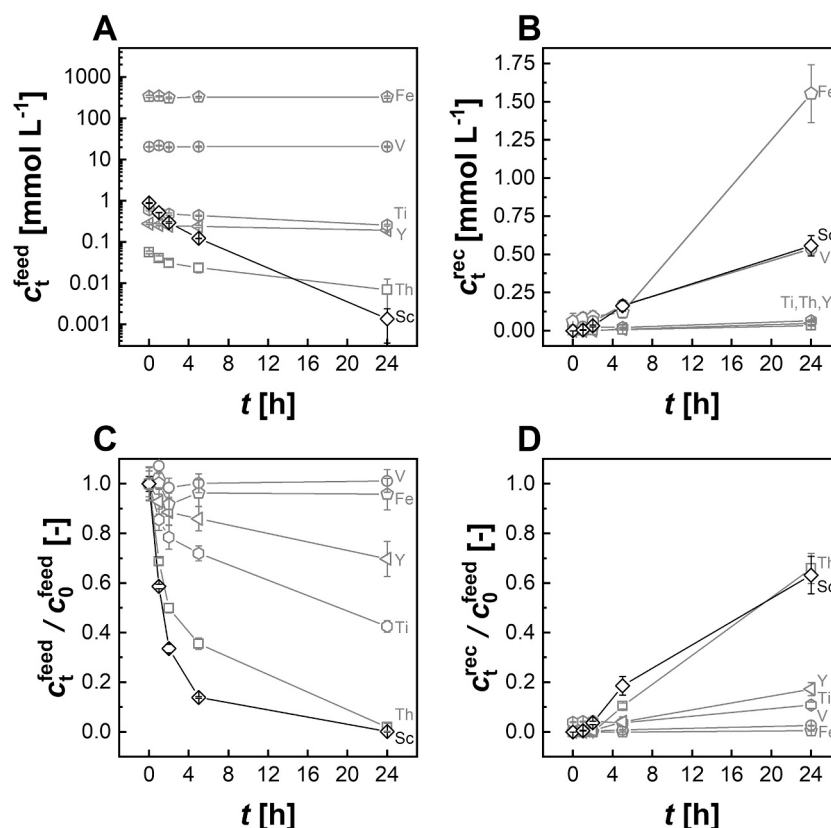 A
c_t^feed [mmol L⁻¹]
1000
100
10
1
0.1
0.01
0.001
Fe
V
Ti
Y
Th
Sc
0 4 8 12 16 20 24
t [h]
B
c_t^rec [mmol L⁻¹]
1.75
1.50
1.25
1.00
0.75
0.50
0.25
0.00
Fe
Sc
V
Ti,Th,Y
0 4 8 12 16 20 24
t [h]
C
c_t^feed / c_0^feed [-]
1.0
0.8
0.6
0.4
0.2
0.0
V
Fe
Y
Ti
Th
Sc
0 4 8 12 16 20 24
t [h]
D
c_t^rec / c_0^feed [-]
1.0
0.8
0.6
0.4
0.2
0.0
Th
Sc
Y
Ti
V
Fe
0 4 8 12 16 20 24
t [h]